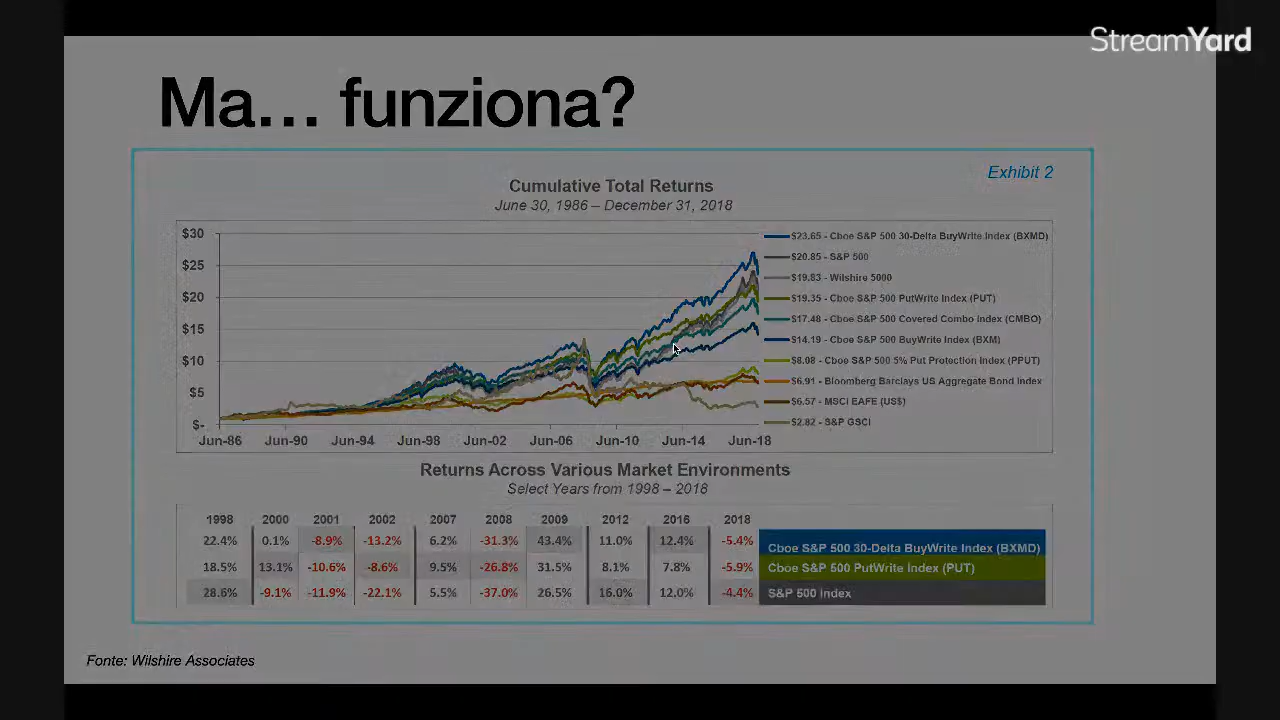 StreamYard
Ma... funziona?
Exhibit 2
Cumulative Total Returns
June 30, 1986 – December 31, 2018
$30
$25
$20
$15
$10
$5
$-
Jun-86 Jun-90 Jun-94 Jun-98 Jun-02 Jun-06 Jun-10 Jun-14 Jun-18
$23.65 - Cboe S&P 500 30-Delta BuyWrite Index (BXMD)
$20.85 - S&P 500
$19.83 - Wilshire 5000
$19.35 - Cboe S&P 500 PutWrite Index (PUT)
$17.48 - Cboe S&P 500 Covered Combo Index (CMBO)
$14.19 - Cboe S&P 500 BuyWrite Index (BXM)
$8.08 - Cboe S&P 500 5% Put Protection Index (PPUT)
$6.91 - Bloomberg Barclays US Aggregate Bond Index
$6.57 - MSCI EAFE (US$)
$2.82 - S&P GSCI
Returns Across Various Market Environments
Select Years from 1998 – 2018
1998 2000 2001 2002 2007 2008 2009 2012 2016 2018
22.4% 0.1% -8.9% -13.2% 6.2% -31.3% 43.4% 11.0% 12.4% -5.4% Cboe S&P 500 30-Delta BuyWrite Index (BXMD)
18.5% 13.1% -10.6% -8.6% 9.5% -26.8% 31.5% 8.1% 7.8% -5.9% Cboe S&P 500 PutWrite Index (PUT)
28.6% -9.1% -11.9% -22.1% 5.5% -37.0% 26.5% 16.0% 12.0% -4.4% S&P 500 Index
Fonte: Wilshire Associates